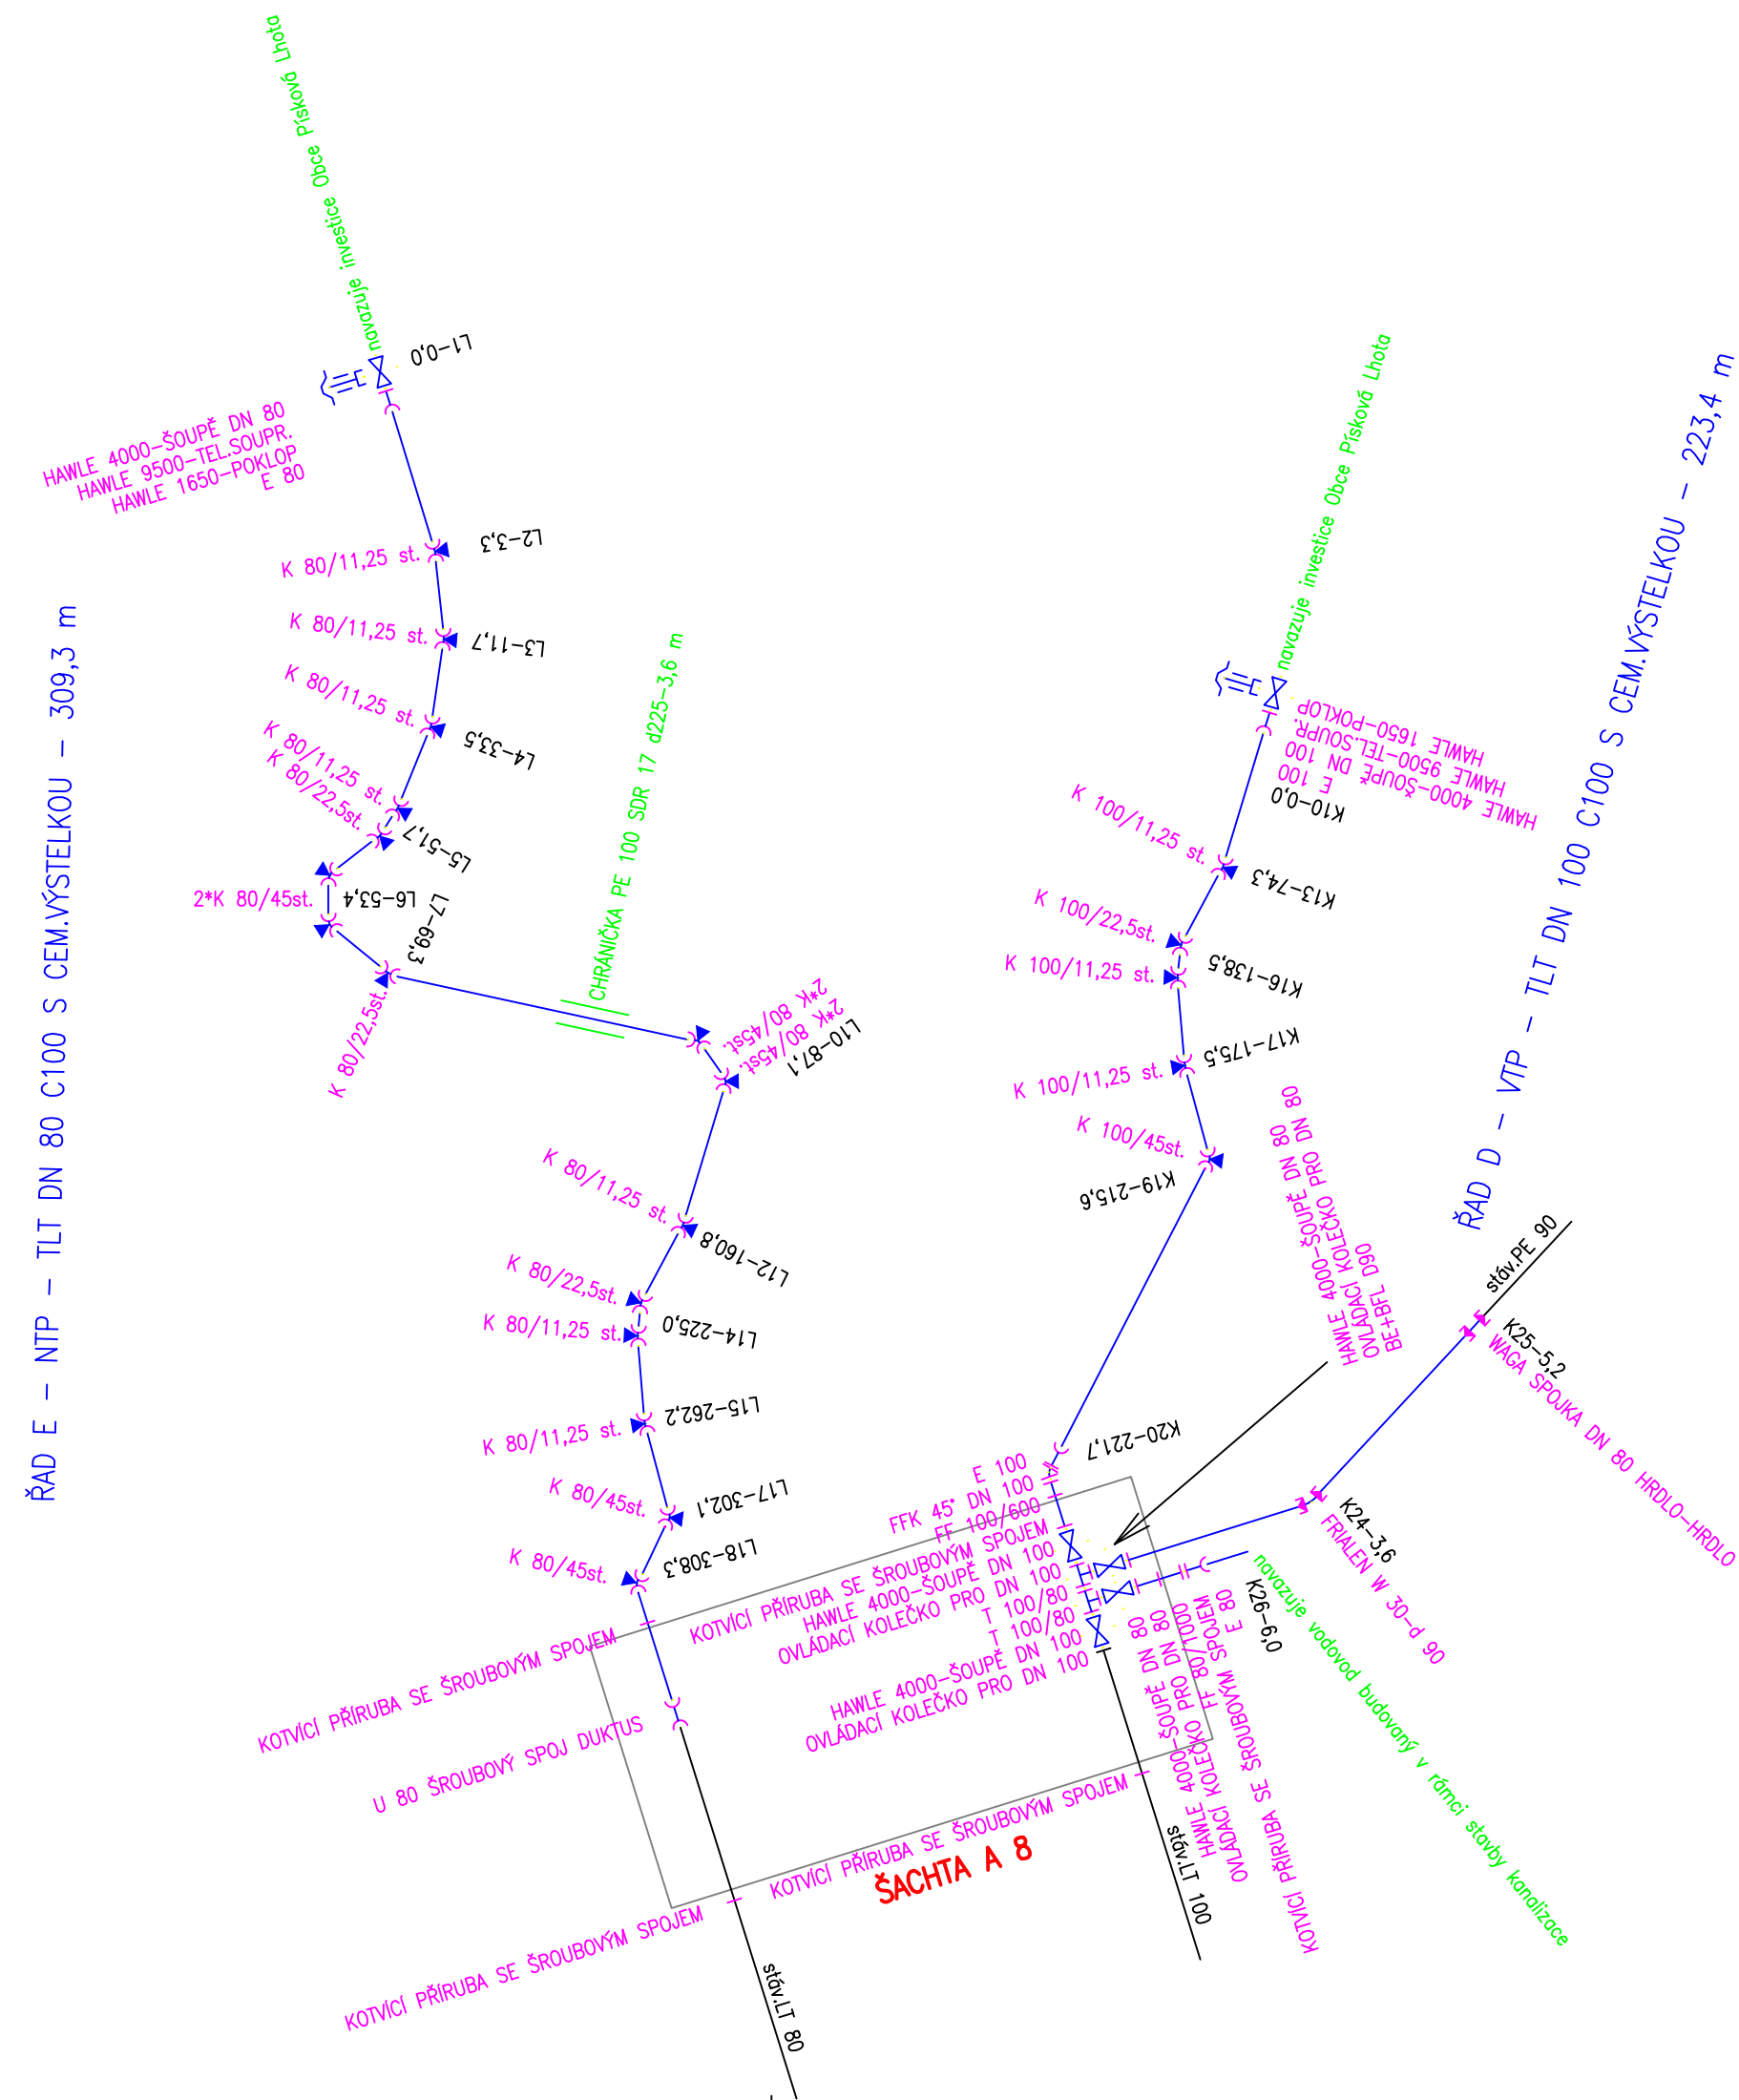 navazuje investice Obce Písková Lhota
L1-0,0
HAWLE 4000-ŠOUPĚ DN 80
HAWLE 9500-TEL.SOUPR.
HAWLE 1650-POKLOP
E 80
K 80/11,25 st.
L2-3,3
K 80/11,25 st.
L3-11,7
K 80/11,25 st.
L4-33,5
K 80/11,25 st.
K 80/22,5st.
L5-51,7
2*K 80/45st.
L6-53,4
L7-69,3
K 80/22,5st.
CHRÁNIČKA PE 100 SDR 17 d225-3,6 m
2*K 80/45st.
2*K 80/45st.
L10-87,1
K 80/11,25 st.
L12-160,8
K 80/22,5st.
K 80/11,25 st.
L14-225,0
K 80/11,25 st.
L15-262,2
K 80/45st.
L17-302,1
K 80/45st.
L18-308,3
KOTVÍCÍ PŘÍRUBA SE ŠROUBOVÝM SPOJEM
U 80 ŠROUBOVÝ SPOJ DUKTUS
KOTVÍCÍ PŘÍRUBA SE ŠROUBOVÝM SPOJEM
stáv.LT 80
ŘAD E - NTP - TLT DN 80 C100 S CEM.VÝSTELKOU - 309,3 m
navazuje investice Obce Písková Lhota
HAWLE 1650-POKLOP
HAWLE 9500-TEL.SOUPR.
HAWLE 4000-ŠOUPĚ DN 100
E 100
K10-0,0
K 100/11,25 st.
K13-74,3
K 100/22,5st.
K 100/11,25 st.
K16-138,5
K 100/11,25 st.
K17-175,5
K 100/45st.
K19-215,6
K20-221,7
E 100
FFK 45° DN 100
FF 100/600
KOTVÍCÍ PŘÍRUBA SE ŠROUBOVÝM SPOJEM
HAWLE 4000-ŠOUPĚ DN 100
OVLÁDACÍ KOLEČKO PRO DN 100
T 100/80
T 100/80
HAWLE 4000-ŠOUPĚ DN 100
OVLÁDACÍ KOLEČKO PRO DN 100
KOTVÍCÍ PŘÍRUBA SE ŠROUBOVÝM SPOJEM
ŠACHTA A 8
stáv.LT 100
HAWLE 4000-ŠOUPĚ DN 80
OVLÁDACÍ KOLEČKO PRO DN 80
BE+BFL D90
HAWLE 4000-ŠOUPĚ DN 80
OVLÁDACÍ KOLEČKO PRO DN 80
FF 80/1000
KOTVÍCÍ PŘÍRUBA SE ŠROUBOVÝM SPOJEM
E 80
K26-6,0
navazuje vodovod budovaný v rámci stavby kanalizace
K24-3,6
FRIALEN W 30-d 90
stáv.PE 90
K25-5,2
WAGA SPOJKA DN 80 HRDLO-HRDLO
ŘAD D - VTP - TLT DN 100 C100 S CEM.VÝSTELKOU - 223,4 m